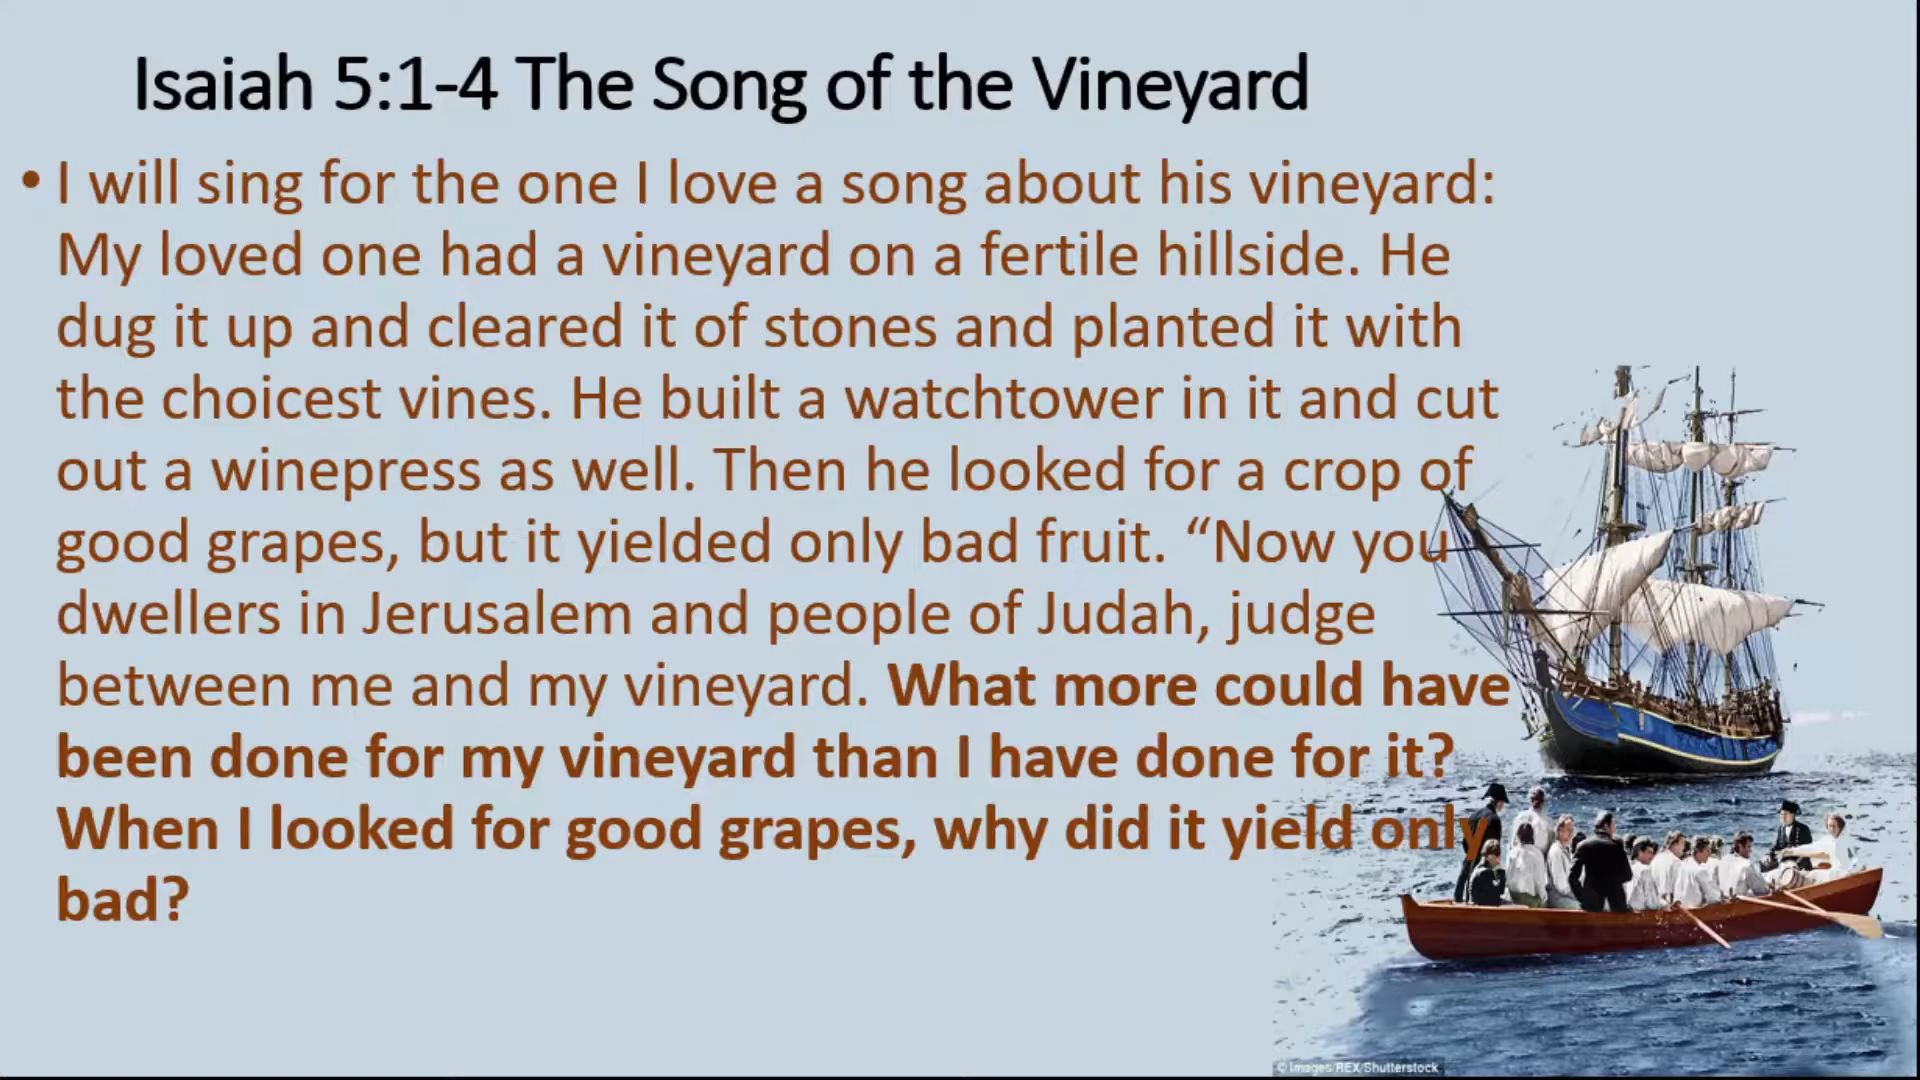 Isaiah 5:1-4 The Song of the Vineyard
• I will sing for the one I love a song about his vineyard:
My loved one had a vineyard on a fertile hillside. He
dug it up and cleared it of stones and planted it with
the choicest vines. He built a watchtower in it and cut
out a winepress as well. Then he looked for a crop of
good grapes, but it yielded only bad fruit. “Now you
dwellers in Jerusalem and people of Judah, judge
between me and my vineyard. What more could have
been done for my vineyard than I have done for it?
When I looked for good grapes, why did it yield only
bad?
© Images/REX/Shutterstock